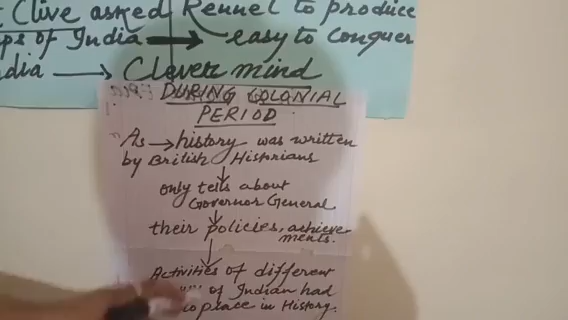 Clive asked Rennel to produce
of India → easy to Conquer
→ Clever mind
DURING COLONIAL
PERIOD
As → history was written
by British Historians
↓
only tells about
Governor General
↓
their policies, achieve
ments.
↓
Activities of different
of Indian had
place in History.